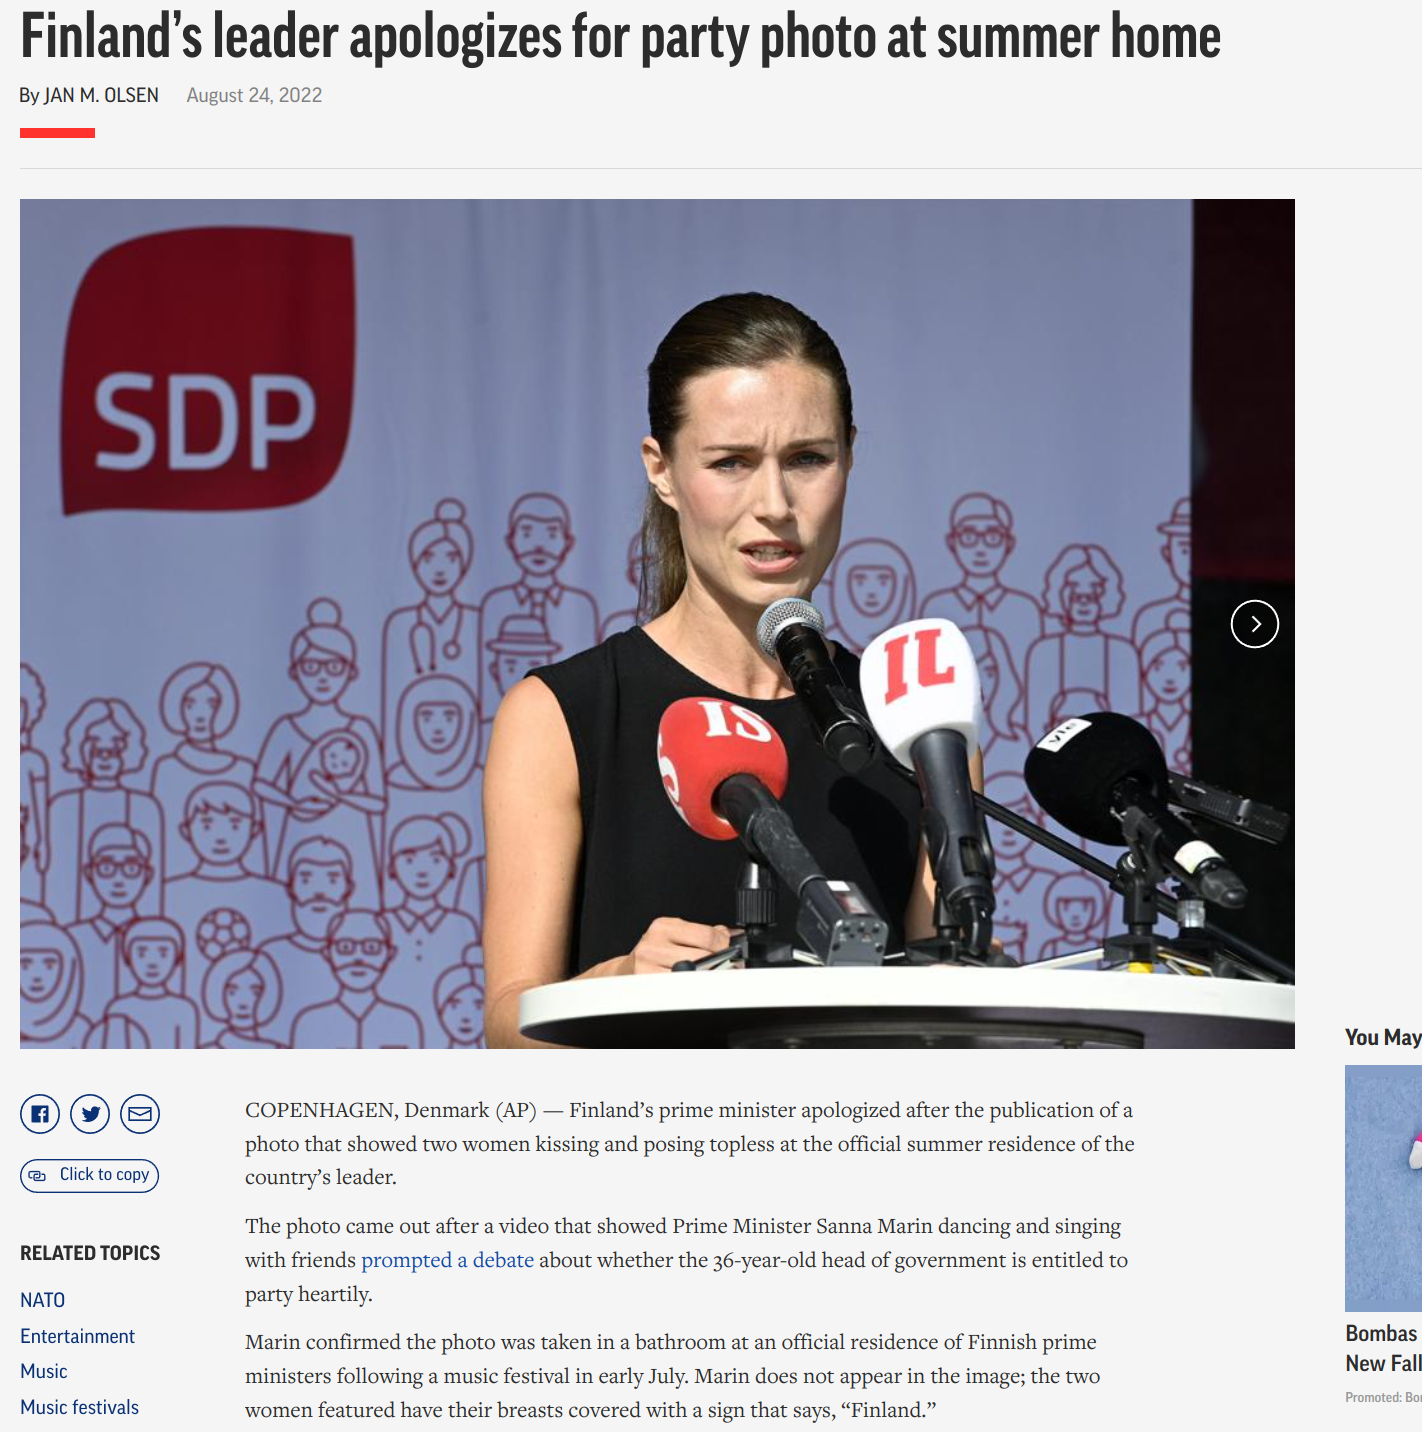 Finland’s leader apologizes for party photo at summer home
By JAN M. OLSEN August 24, 2022
SDP
IL
IS
S
yle
You May
COPENHAGEN, Denmark (AP) — Finland’s prime minister apologized after the publication of a
photo that showed two women kissing and posing topless at the official summer residence of the
country’s leader.
Click to copy
The photo came out after a video that showed Prime Minister Sanna Marin dancing and singing
with friends prompted a debate about whether the 36-year-old head of government is entitled to
party heartily.
RELATED TOPICS
NATO
Entertainment
Music
Music festivals
Marin confirmed the photo was taken in a bathroom at an official residence of Finnish prime
ministers following a music festival in early July. Marin does not appear in the image; the two
women featured have their breasts covered with a sign that says, “Finland.”
Bombas
New Fall
Promoted: Bo